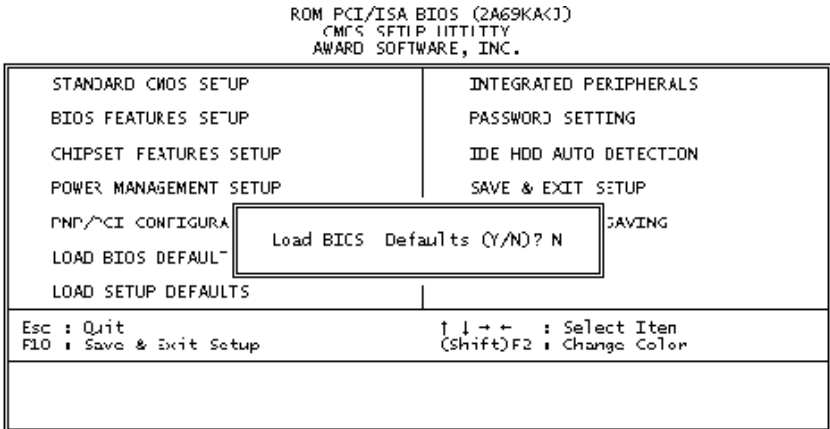 ROM PCI/ISA BIOS (2A69KAKJ)
CMOS SETUP UTILITY
AWARD SOFTWARE, INC.
STANDARD CMOS SETUP
BIOS FEATURES SETUP
CHIPSET FEATURES SETUP
POWER MANAGEMENT SETUP
PNP/PCI CONFIGURA
LOAD BIOS DEFAULT
LOAD SETUP DEFAULTS
INTEGRATED PERIPHERALS
PASSWORD SETTING
IDE HDD AUTO DETECTION
SAVE & EXIT SETUP
SAVING
Load BIOS Defaults (Y/N)? N
Esc : Quit
F10 : Save & Exit Setup
↑ ↓ → ← : Select Item
(Shift)F2 : Change Color